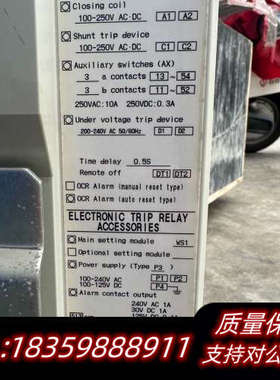 Closing coil
100-250V AC·DC A1 A2
Shunt trip device
100-250V AC·DC C1 C2
Auxiliary switches (AX)
3 a contacts 13 ~ 54
3 b contacts 11 ~ 52
250VAC:10A 250VDC:0.3A
Under voltage trip device
200-240V AC 50/60Hz D1 D2
Time delay 0.5S
Remote off DT1 DT2
OCR Alarm (manual reset type)
OCR Alarm (auto reset type)
ELECTRONIC TRIP RELAY
ACCESSORIES
Main setting module WS1
Optional setting module
Power supply (Type P3 )
100-240V AC P1 P2
100-125V DC P4
Alarm contact output
240V AC 1A
30V DC 1A
125V DC
质量保
:18359888911
支持对公